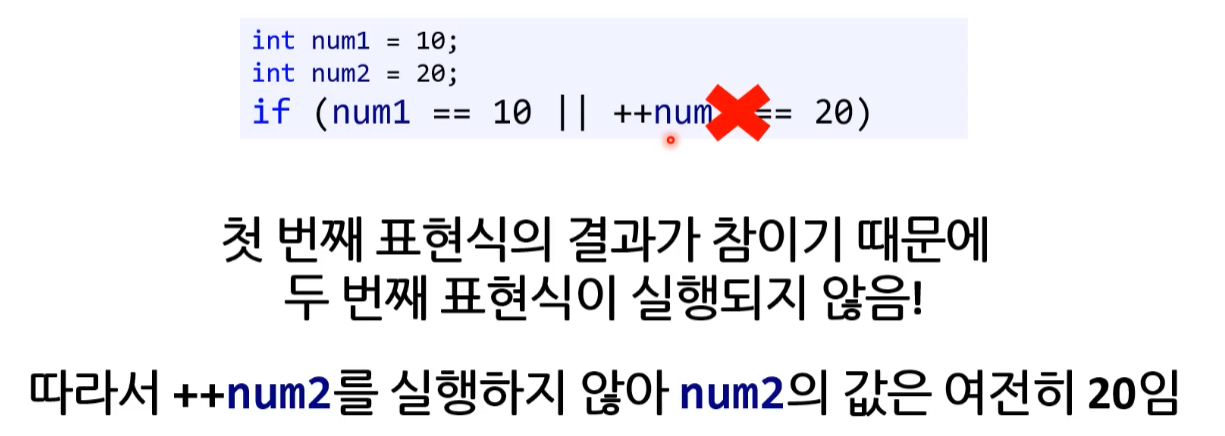 int num1 = 10;
int num2 = 20;
if (num1 == 10 || ++num == 20)
첫 번째 표현식의 결과가 참이기 때문에
두 번째 표현식이 실행되지 않음!
따라서 ++num2를 실행하지 않아 num2의 값은 여전히 20임